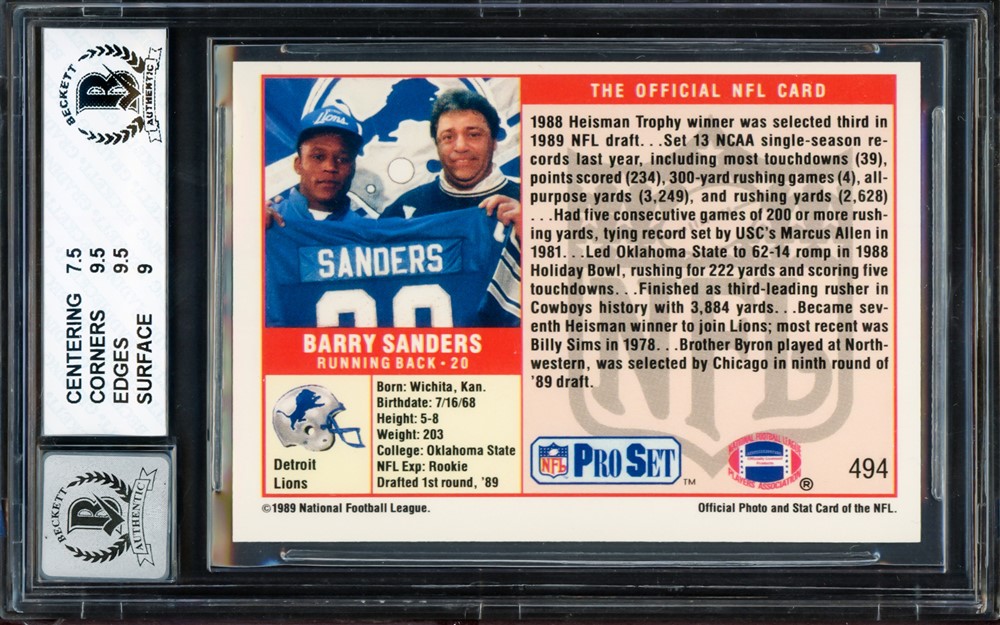 BECKETT
B
AUTHENTIC
CENTERING 7.5
CORNERS 9.5
EDGES 9.5
SURFACE 9
BECKETT
B
AUTHENTIC
Lions
SANDERS
20
BARRY SANDERS
RUNNING BACK • 20
Detroit
Lions
Born: Wichita, Kan.
Birthdate: 7/16/68
Height: 5-8
Weight: 203
College: Oklahoma State
NFL Exp: Rookie
Drafted 1st round, '89
THE OFFICIAL NFL CARD
1988 Heisman Trophy winner was selected third in
1989 NFL draft. . .Set 13 NCAA single-season re-
cords last year, including most touchdowns (39),
points scored (234), 300-yard rushing games (4), all-
purpose yards (3,249), and rushing yards (2,628)
. . .Had five consecutive games of 200 or more rush-
ing yards, tying record set by USC's Marcus Allen in
1981. . .Led Oklahoma State to 62-14 romp in 1988
Holiday Bowl, rushing for 222 yards and scoring five
touchdowns. . .Finished as third-leading rusher in
Cowboys history with 3,884 yards. . .Became sev-
enth Heisman winner to join Lions; most recent was
Billy Sims in 1978. . .Brother Byron played at North-
western, was selected by Chicago in ninth round of
'89 draft.
NFL
NFL
PRO SET
™
NATIONAL FOOTBALL LEAGUE
PLAYERS ASSOCIATION
®
494
©1989 National Football League.
Official Photo and Stat Card of the NFL.